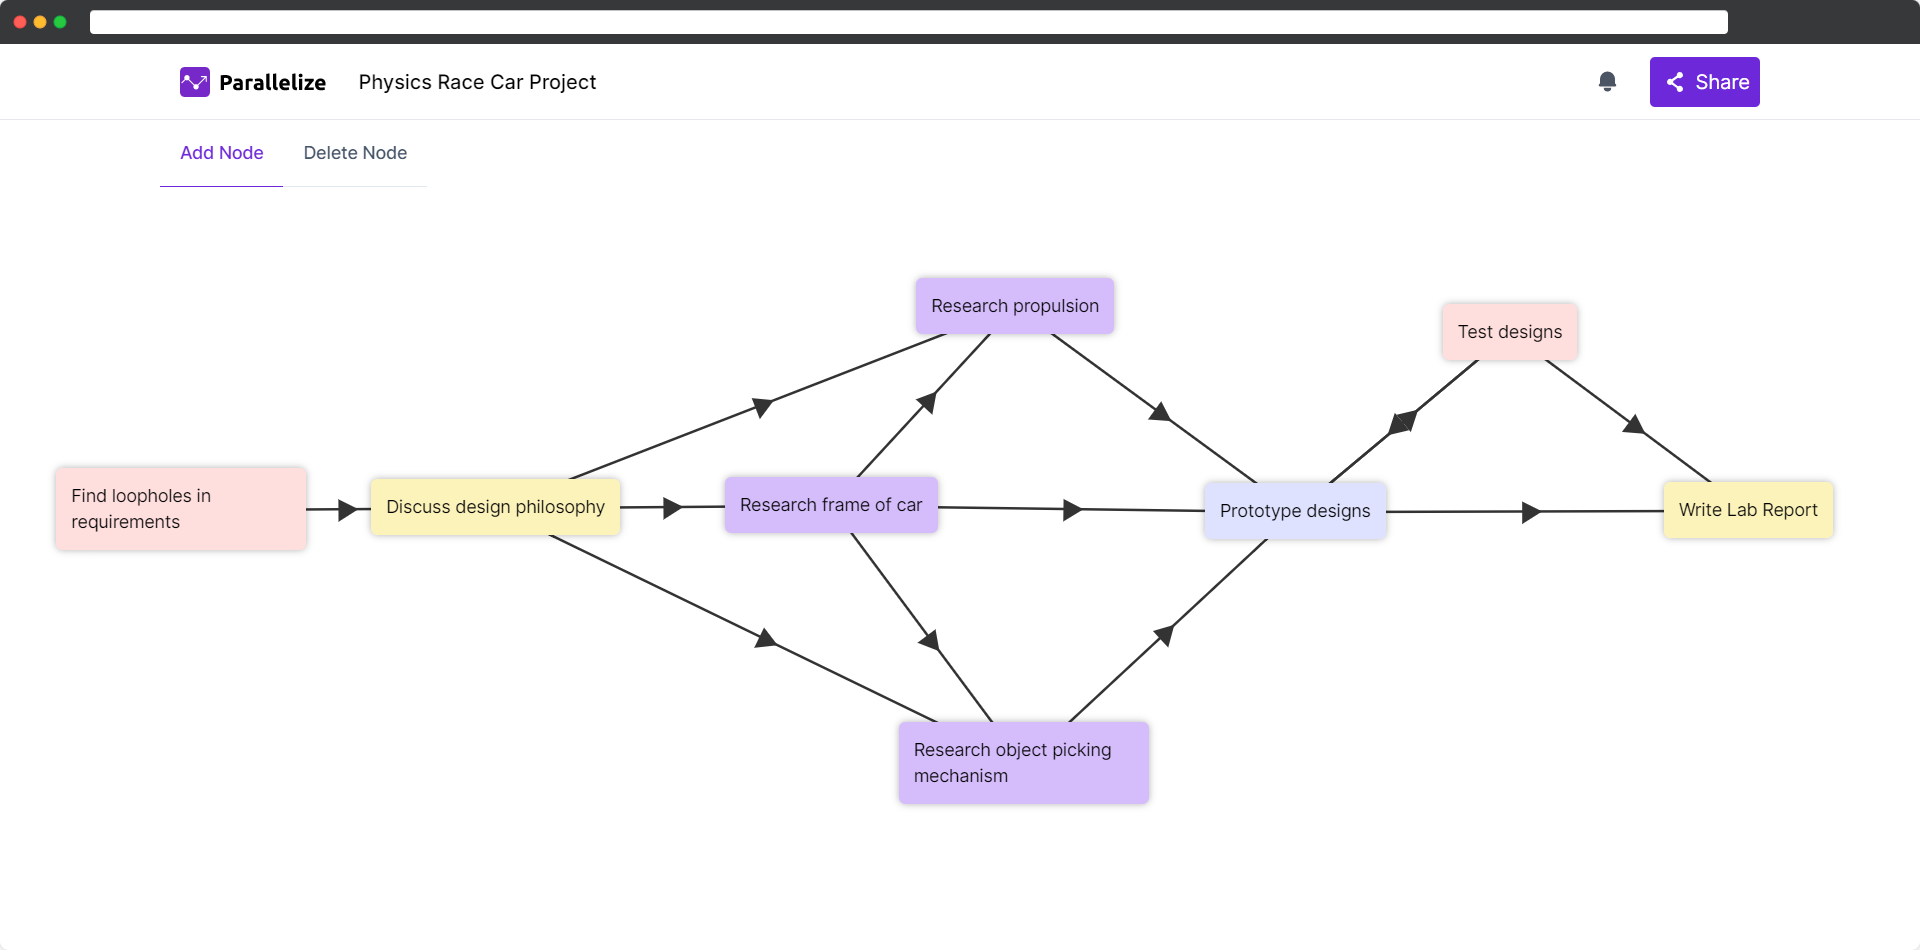 Parallelize
Physics Race Car Project
Share
Add Node
Delete Node
Research propulsion
Test designs
Find loopholes in
requirements
Discuss design philosophy
Research frame of car
Prototype designs
Write Lab Report
Research object picking
mechanism